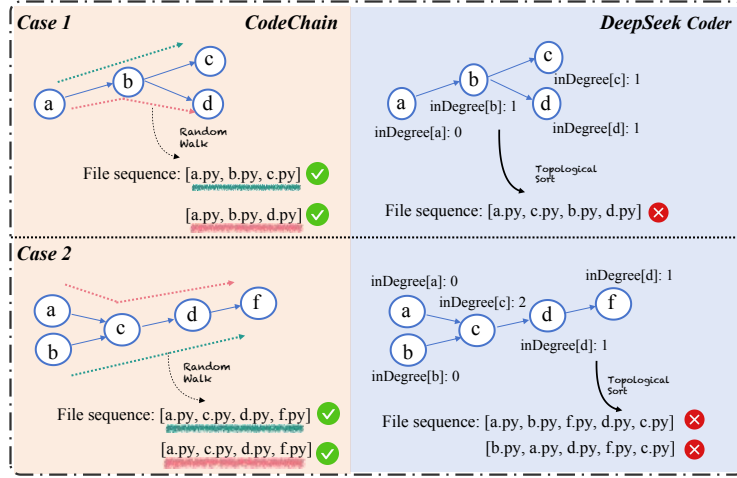 Case 1
CodeChain
a
b
c
d
Random
Walk
File sequence: [a.py, b.py, c.py]
[a.py, b.py, d.py]
DeepSeek Coder
a
b
c
d
inDegree[c]: 1
inDegree[b]: 1
inDegree[d]: 1
inDegree[a]: 0
Topological
Sort
File sequence: [a.py, c.py, b.py, d.py]
Case 2
a
b
c
d
f
Random
Walk
File sequence: [a.py, c.py, d.py, f.py]
[a.py, c.py, d.py, f.py]
inDegree[a]: 0
inDegree[d]: 1
inDegree[c]: 2
a
b
c
d
f
inDegree[d]: 1
inDegree[b]: 0
Topological
Sort
File sequence: [a.py, b.py, f.py, d.py, c.py]
[b.py, a.py, d.py, f.py, c.py]